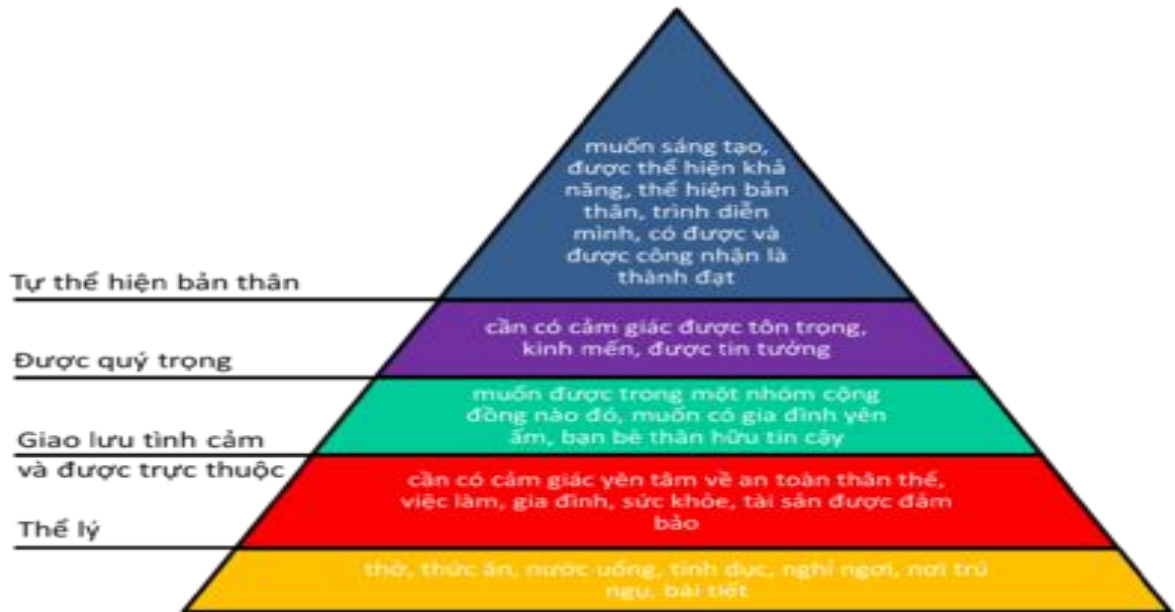 muốn sáng tạo,
được thể hiện khả
năng, thể hiện bản
thân, trình diễn
mình, có được và
được công nhận là
thành đạt
Tự thể hiện bản thân
cần có cảm giác được tôn trọng,
kinh mến, được tin tưởng
Được quý trọng
muốn được trong một nhóm cộng
đồng nào đó, muốn có gia đình yên
ấm, bạn bè thân hữu tin cậy
Giao lưu tình cảm
và được trực thuộc
cần có cảm giác yên tâm về an toàn thân thể,
việc làm, gia đình, sức khỏe, tài sản được đảm
bảo
Thể lý
thở, thức ăn, nước uống, tình dục, nghỉ ngơi, nơi trú
ngụ, bài tiết